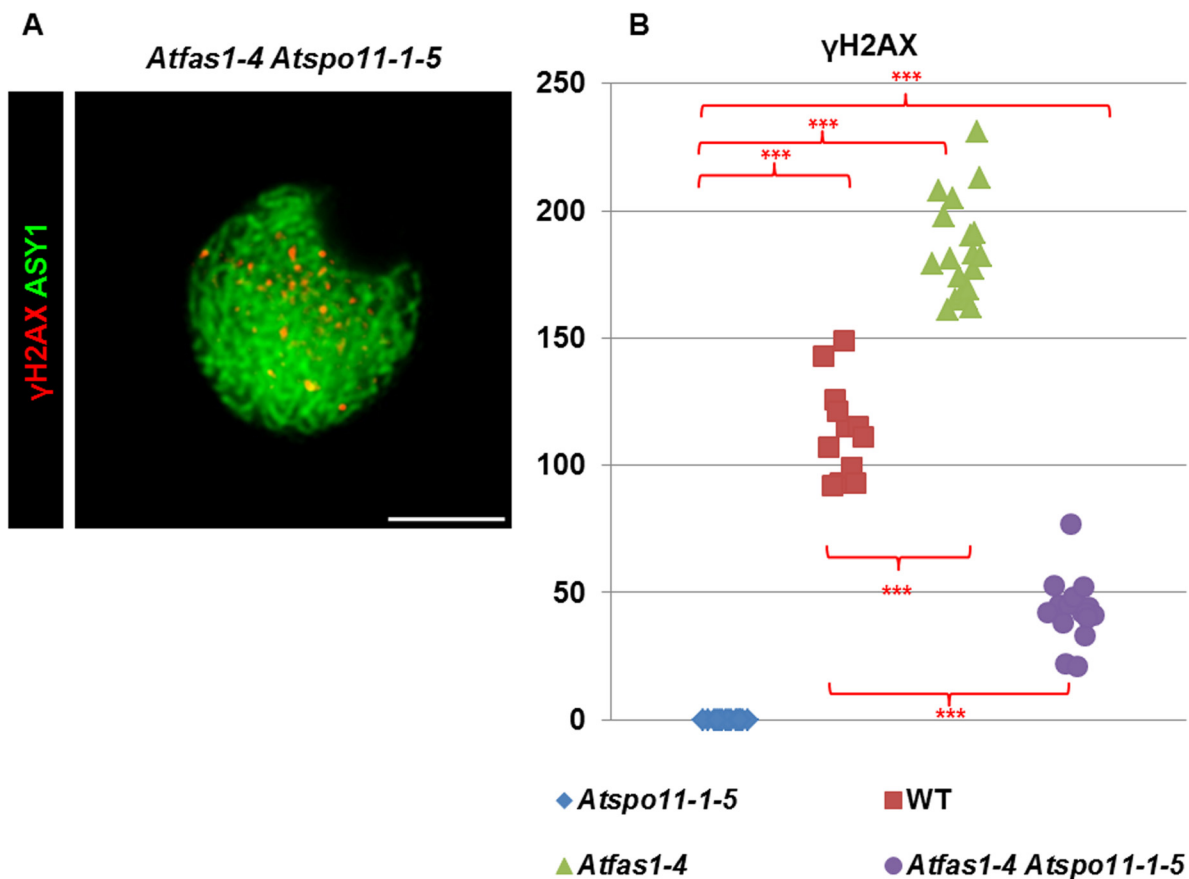 A
Atfas1-4 Atspo11-1-5
γH2AX ASY1
B
γH2AX
250
200
150
100
50
0
***
***
***
***
***
Atspo11-1-5
WT
Atfas1-4
Atfas1-4 Atspo11-1-5